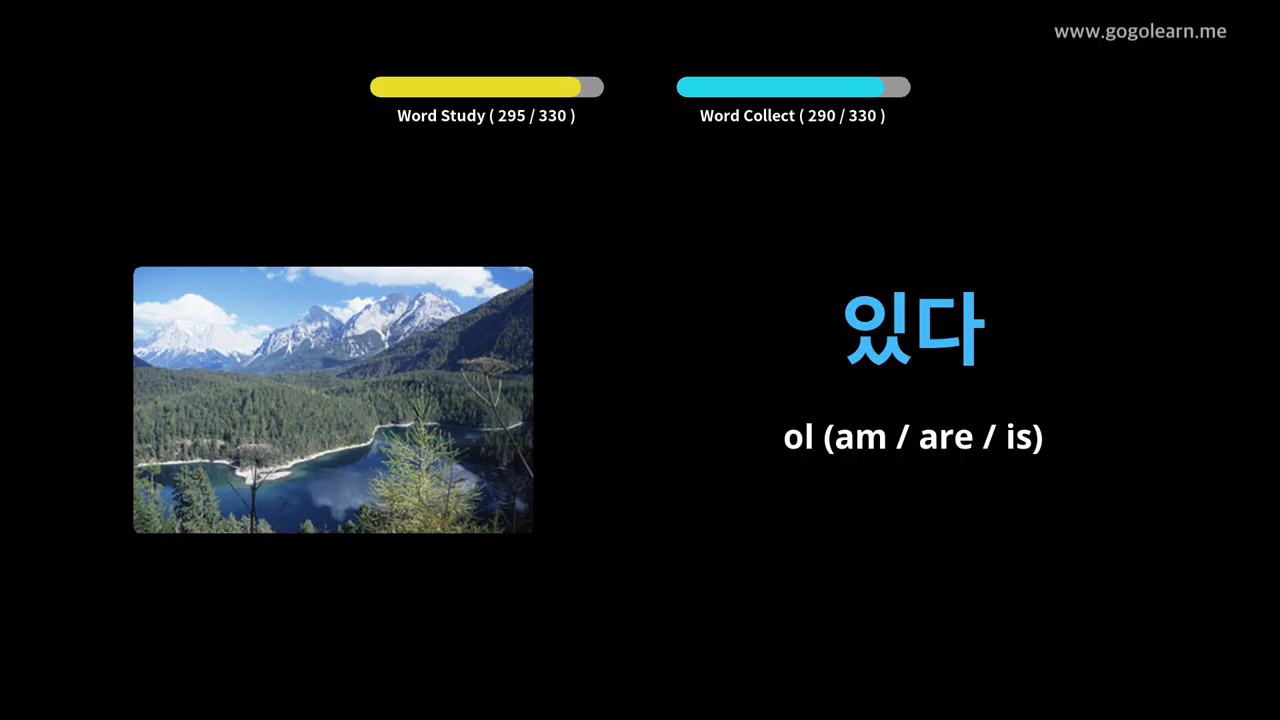 www.gogolearn.me
Word Study ( 295 / 330 )
Word Collect ( 290 / 330 )
있다
ol (am / are / is)